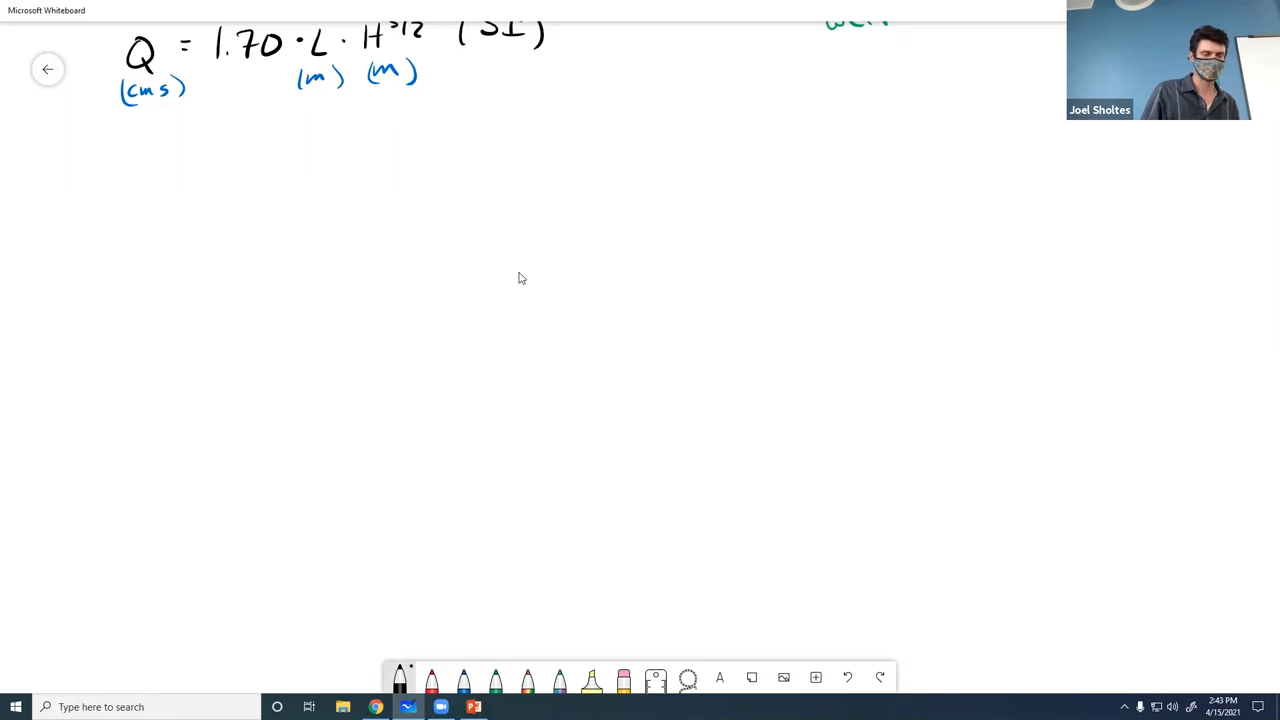 Microsoft Whiteboard
Q = 1.70 · L · H^3/2 (SI)
(cms) (m) (m)
Joel Sholtes
A
Type here to search
2:43 PM
4/15/2021